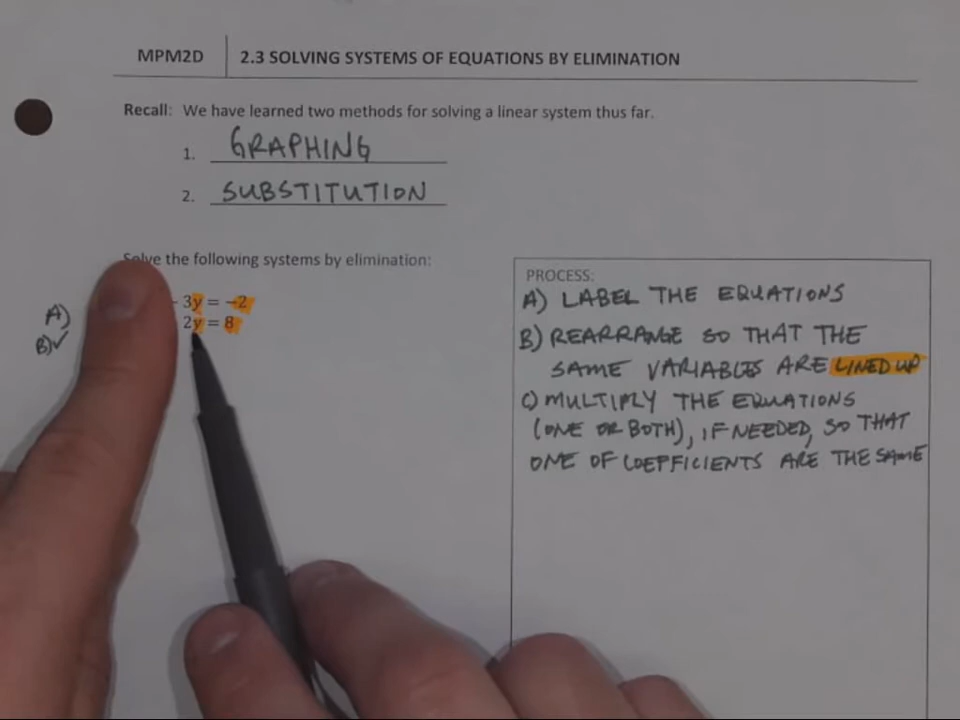 MPM2D
2.3 SOLVING SYSTEMS OF EQUATIONS BY ELIMINATION
Recall: We have learned two methods for solving a linear system thus far.
1. GRAPHING
2. SUBSTITUTION
Solve the following systems by elimination:
A)
3y = −2
B)✓
2y = 8
PROCESS:
A) LABEL THE EQUATIONS
B) REARRANGE SO THAT THE
SAME VARIABLES ARE LINED UP
C) MULTIPLY THE EQUATIONS
(ONE OR BOTH), IF NEEDED, SO THAT
ONE OF COEFFICIENTS ARE THE SAME